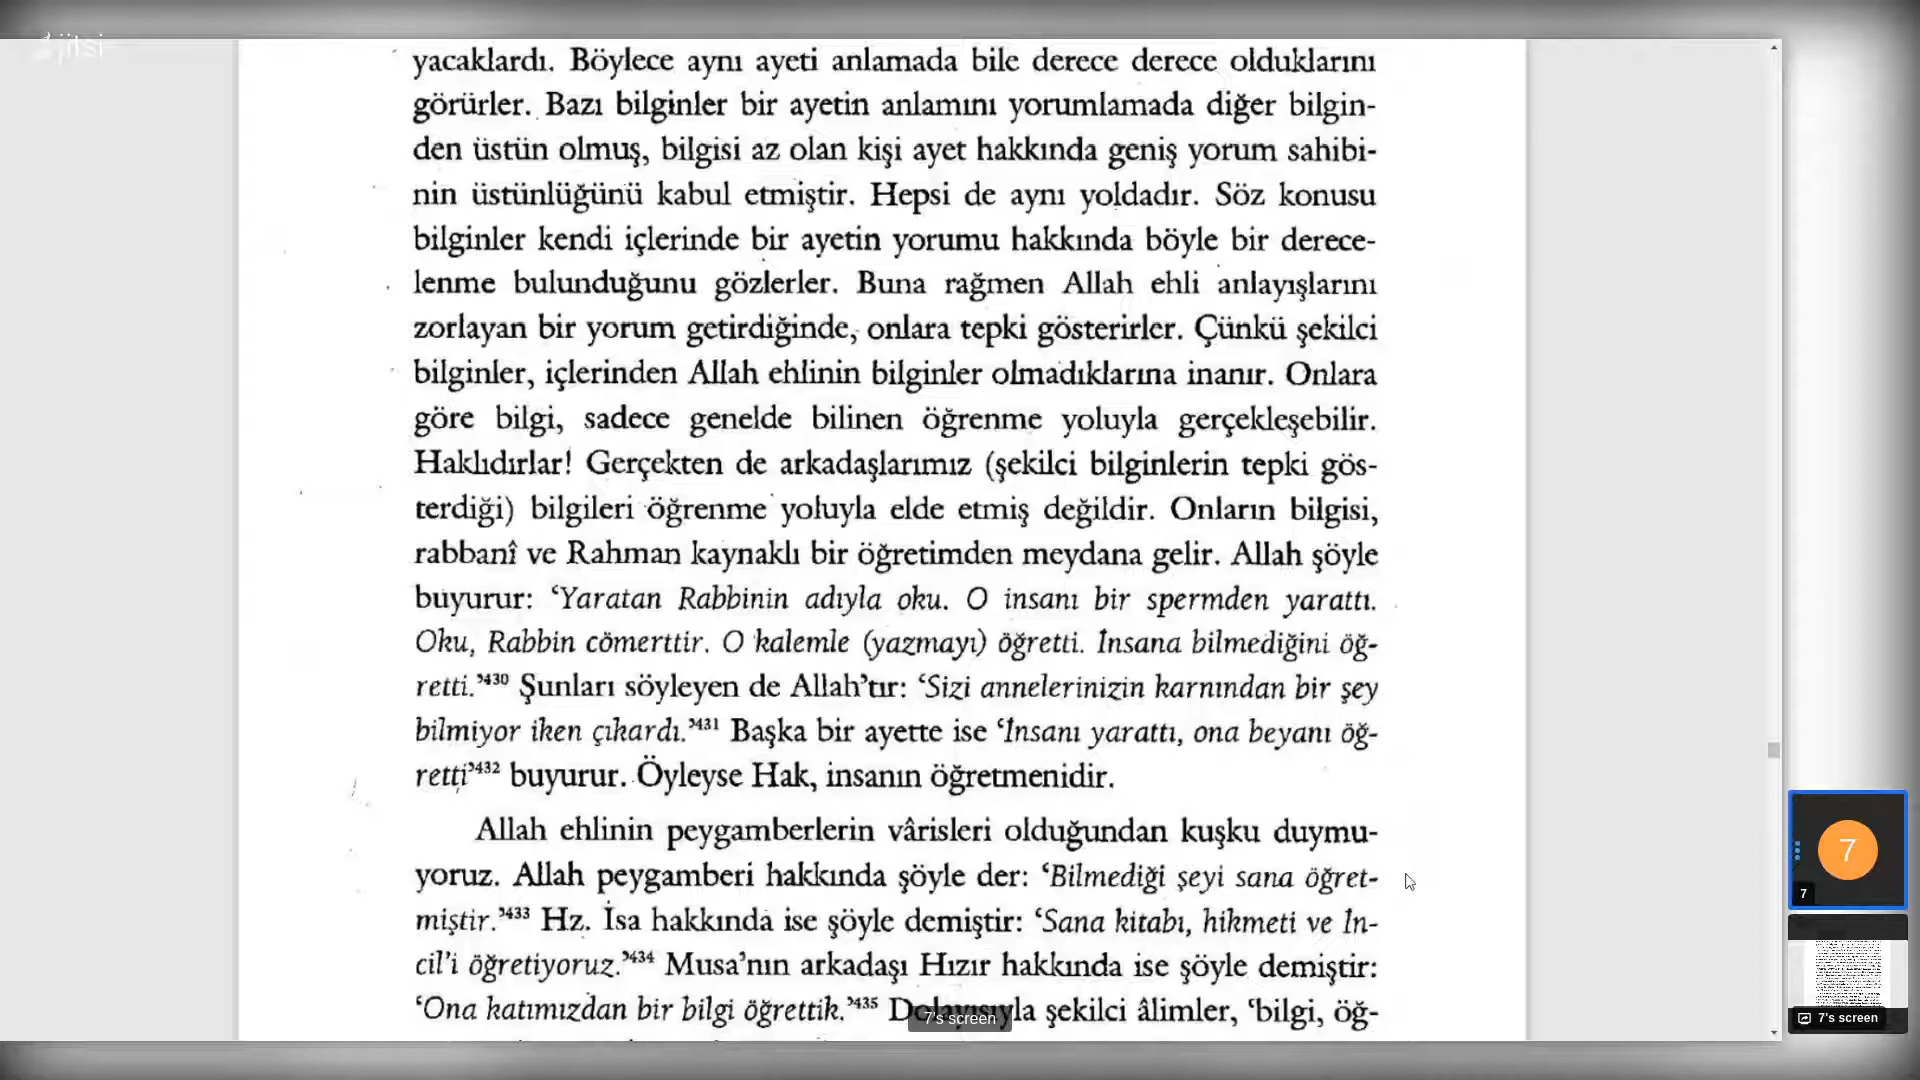 jitsi
yacaklardı. Böylece aynı ayeti anlamada bile derece derece olduklarını
görürler. Bazı bilginler bir ayetin anlamını yorumlamada diğer bilgin-
den üstün olmuş, bilgisi az olan kişi ayet hakkında geniş yorum sahibi-
nin üstünlüğünü kabul etmiştir. Hepsi de aynı yoldadır. Söz konusu
bilginler kendi içlerinde bir ayetin yorumu hakkında böyle bir derece-
lenme bulunduğunu gözlerler. Buna rağmen Allah ehli anlayışlarını
zorlayan bir yorum getirdiğinde, onlara tepki gösterirler. Çünkü şekilci
bilginler, içlerinden Allah ehlinin bilginler olmadıklarına inanır. Onlara
göre bilgi, sadece genelde bilinen öğrenme yoluyla gerçekleşebilir.
Haklıdırlar! Gerçekten de arkadaşlarımız (şekilci bilginlerin tepki gös-
terdiği) bilgileri öğrenme yoluyla elde etmiş değildir. Onların bilgisi,
rabbanî ve Rahman kaynaklı bir öğretimden meydana gelir. Allah şöyle
buyurur: ‘Yaratan Rabbinin adıyla oku. O insanı bir spermden yarattı.
Oku, Rabbin cömerttir. O kalemle (yazmayı) öğretti. İnsana bilmediğini öğ-
retti.’430 Şunları söyleyen de Allah’tır: ‘Sizi annelerinizin karnından bir şey
bilmiyor iken çıkardı.’431 Başka bir ayette ise ‘İnsanı yarattı, ona beyanı öğ-
retti’432 buyurur. Öyleyse Hak, insanın öğretmenidir.
Allah ehlinin peygamberlerin vârisleri olduğundan kuşku duymu-
yoruz. Allah peygamberi hakkında şöyle der: ‘Bilmediği şeyi sana öğret-
miştir.’433 Hz. İsa hakkında ise şöyle demiştir: ‘Sana kitabı, hikmeti ve İn-
cil’i öğretiyoruz.’434 Musa’nın arkadaşı Hızır hakkında ise şöyle demiştir:
‘Ona katımızdan bir bilgi öğrettik.’435 Dolayısıyla şekilci âlimler, ‘bilgi, öğ-
7's screen
7
7
7's screen